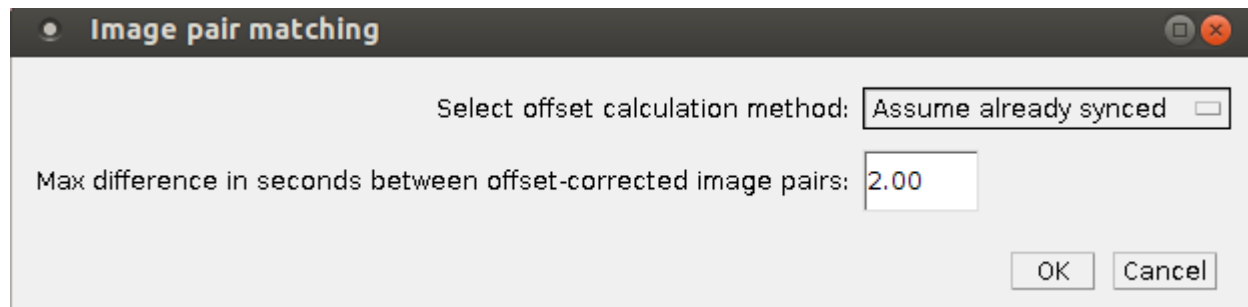 Image pair matching
Select offset calculation method: Assume already synced
Max difference in seconds between offset-corrected image pairs: 2.00
OK Cancel